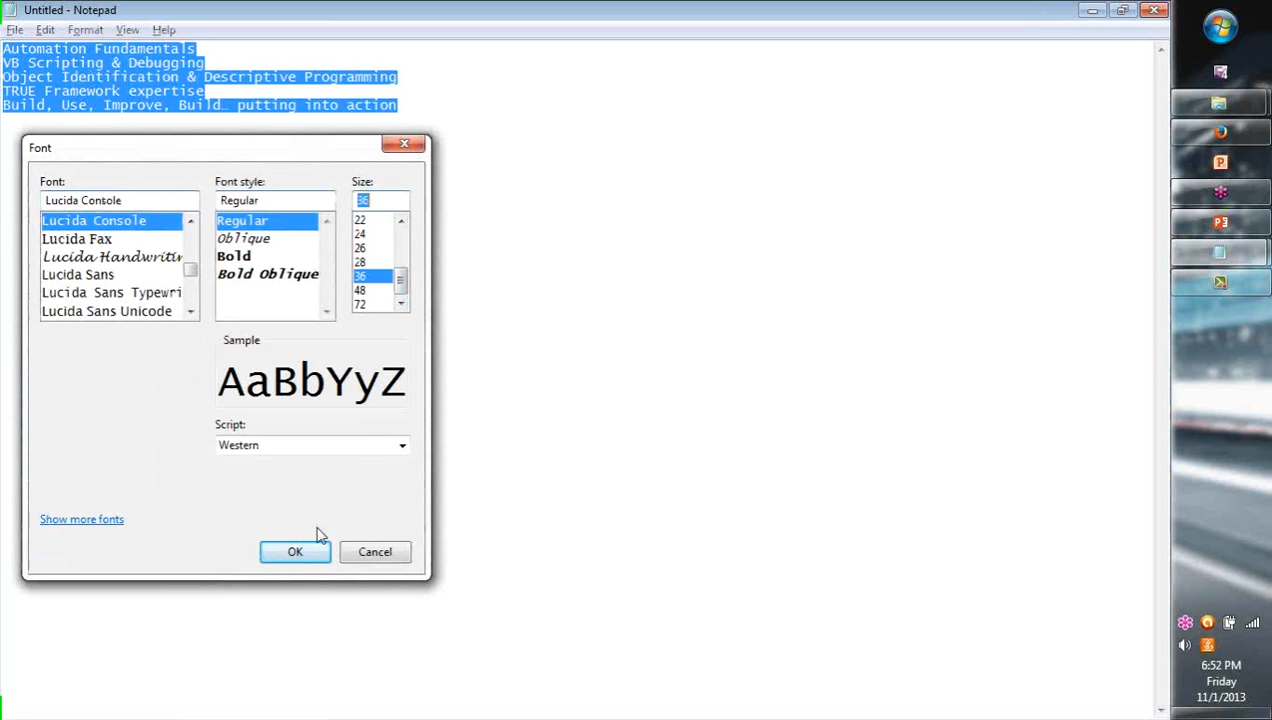 Untitled - Notepad
File Edit Format View Help
Automation Fundamentals
VB Scripting & Debugging
Object Identification & Descriptive Programming
TRUE Framework expertise
Build, Use, Improve, Build… putting into action
Font
Font: Font style: Size:
Lucida Console Regular 36
Lucida Console Regular 22
Lucida Fax Oblique 24
Lucida Handwritin Bold 26
Lucida Sans Bold Oblique 28
Lucida Sans Typewri 36
Lucida Sans Unicode 48
72
Sample
AaBbYyZ
Script:
Western
Show more fonts
OK Cancel
6:52 PM
Friday
11/1/2013